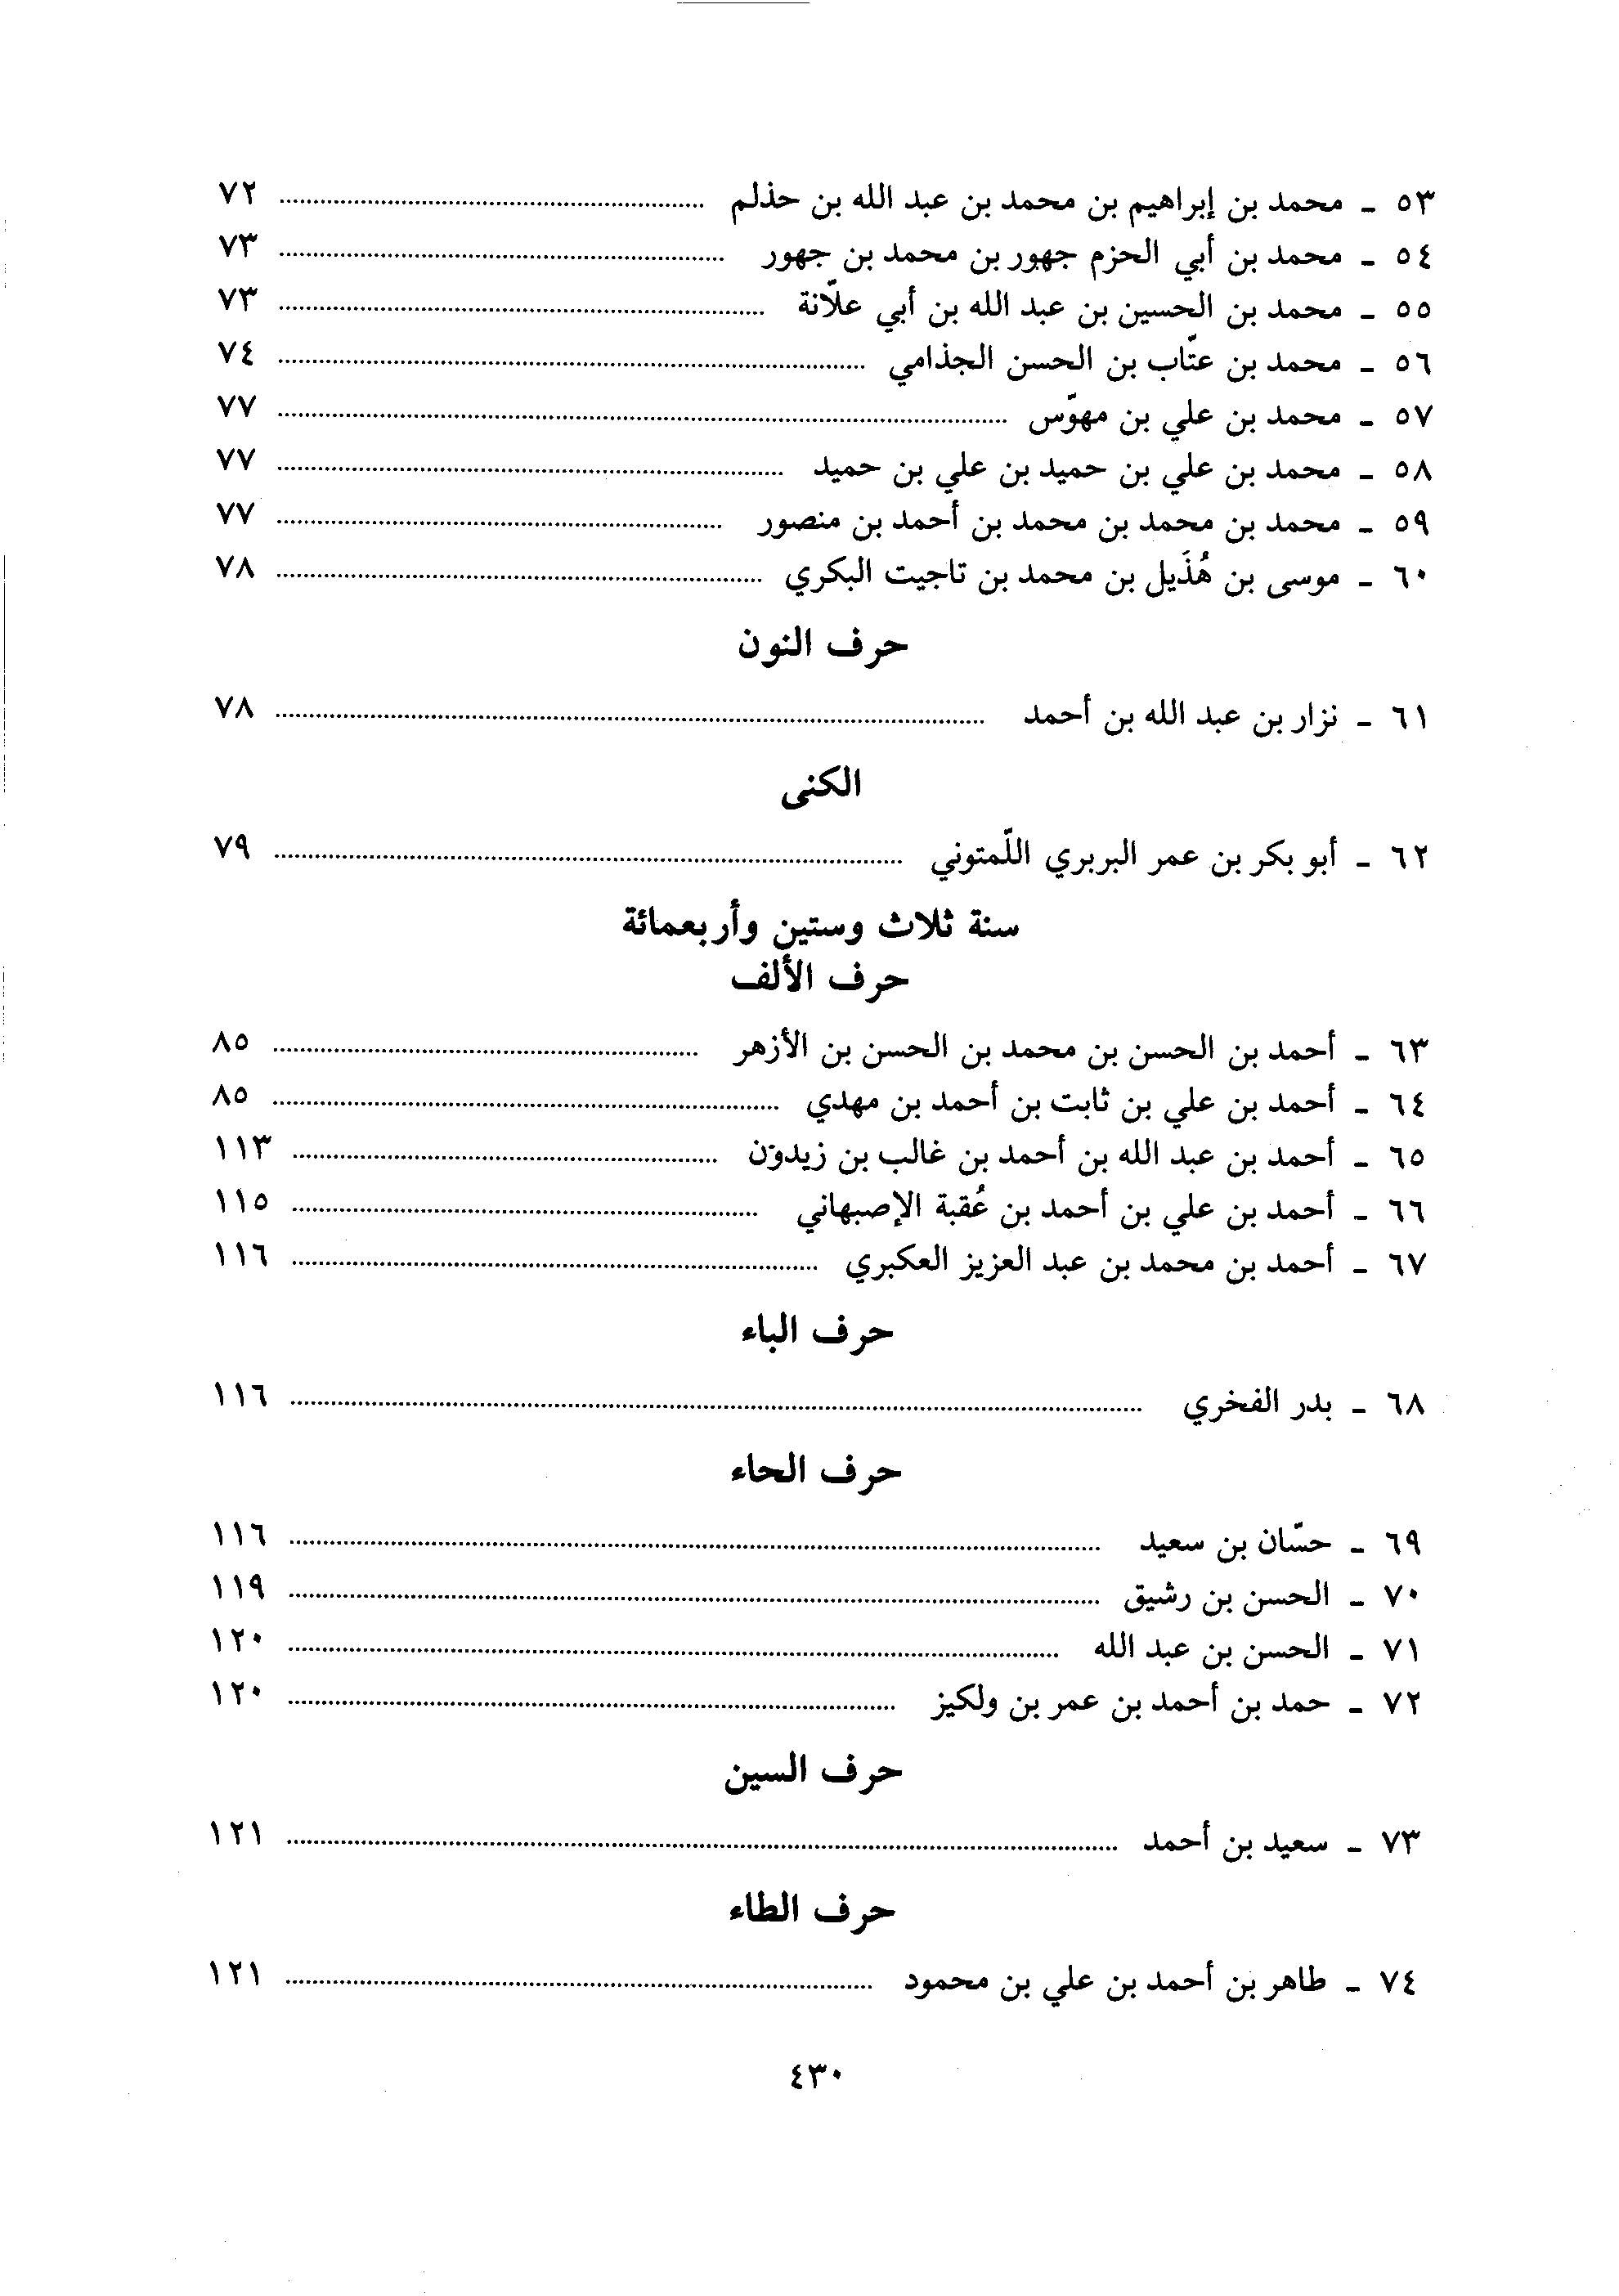 ٥٣ ـ محمد بن إبراهيم بن محمد بن عبد الله بن حذلم ........ ٧٢
٥٤ ـ محمد بن أبي الحزم جهور بن محمد بن جهور ........ ٧٣
٥٥ ـ محمد بن الحسين بن عبد الله بن أبي علّانة ........ ٧٣
٥٦ ـ محمد بن عتّاب بن الحسن الجذامي ........ ٧٤
٥٧ ـ محمد بن علي بن مهوّس ........ ٧٧
٥٨ ـ محمد بن علي بن حميد بن علي بن حميد ........ ٧٧
٥٩ ـ محمد بن محمد بن محمد بن أحمد بن منصور ........ ٧٧
٦٠ ـ موسى بن هُذَيل بن محمد بن تاجيت البكري ........ ٧٨
حرف النون
٦١ ـ نزار بن عبد الله بن أحمد ........ ٧٨
الكنى
٦٢ ـ أبو بكر بن عمر البربري اللّمتوني ........ ٧٩
سنة ثلاث وستين وأربعمائة
حرف الألف
٦٣ ـ أحمد بن الحسن بن محمد بن الحسن بن الأزهر ........ ٨٥
٦٤ ـ أحمد بن علي بن ثابت بن أحمد بن مهدي ........ ٨٥
٦٥ ـ أحمد بن عبد الله بن أحمد بن غالب بن زيدون ........ ١١٣
٦٦ ـ أحمد بن علي بن أحمد بن عُقبة الإصبهاني ........ ١١٥
٦٧ ـ أحمد بن محمد بن عبد العزيز العكبري ........ ١١٦
حرف الباء
٦٨ ـ بدر الفخري ........ ١١٦
حرف الحاء
٦٩ ـ حسّان بن سعيد ........ ١١٦
٧٠ ـ الحسن بن رشيق ........ ١١٩
٧١ ـ الحسن بن عبد الله ........ ١٢٠
٧٢ ـ حمد بن أحمد بن عمر بن ولكيز ........ ١٢٠
حرف السين
٧٣ ـ سعيد بن أحمد ........ ١٢١
حرف الطاء
٧٤ ـ طاهر بن أحمد بن علي بن محمود ........ ١٢١
٤٣٠